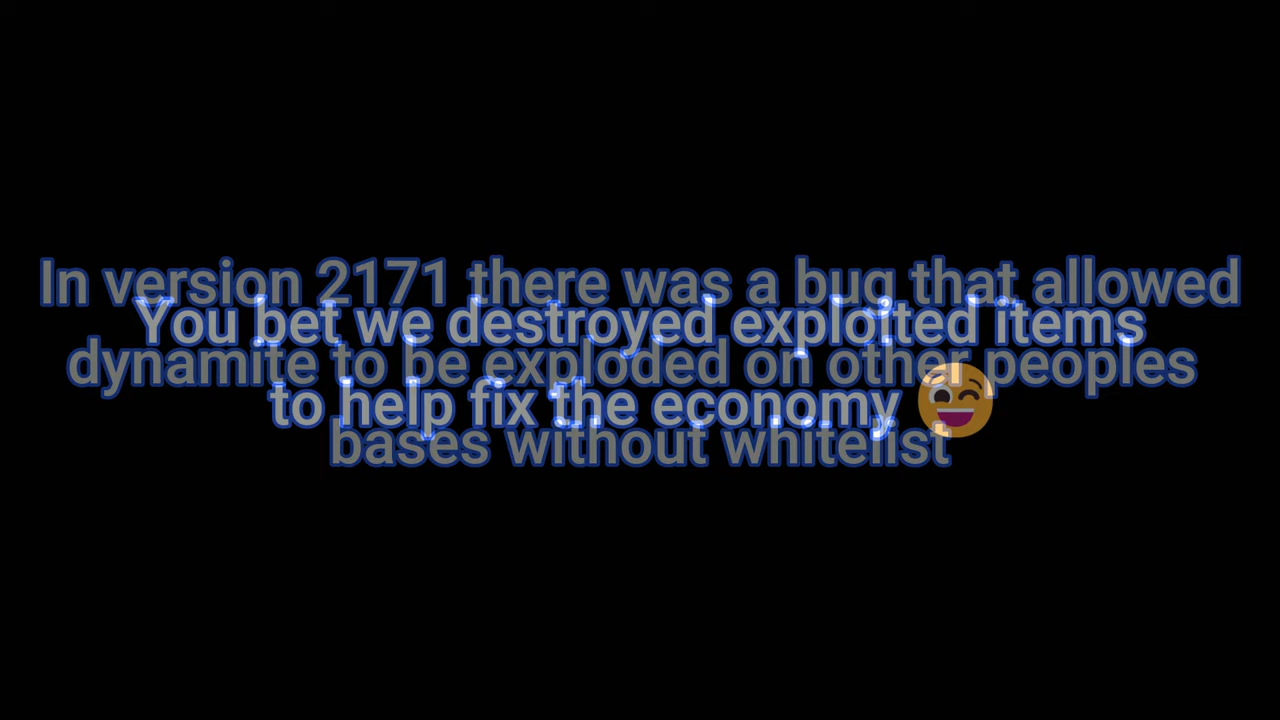 In version 2171 there was a bug that allowed
dynamite to be exploded on other peoples
bases without whitelist
You bet we destroyed exploited items
to help fix the economy 😉